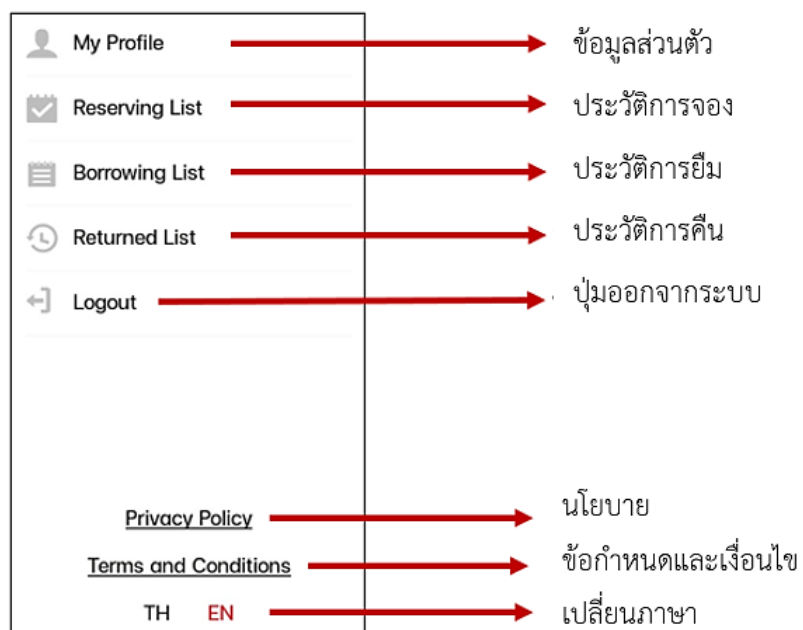 My Profile ข้อมูลส่วนตัว
Reserving List ประวัติการจอง
Borrowing List ประวัติการยืม
Returned List ประวัติการคืน
Logout ปุ่มออกจากระบบ
Privacy Policy นโยบาย
Terms and Conditions ข้อกำหนดและเงื่อนไข
TH EN เปลี่ยนภาษา